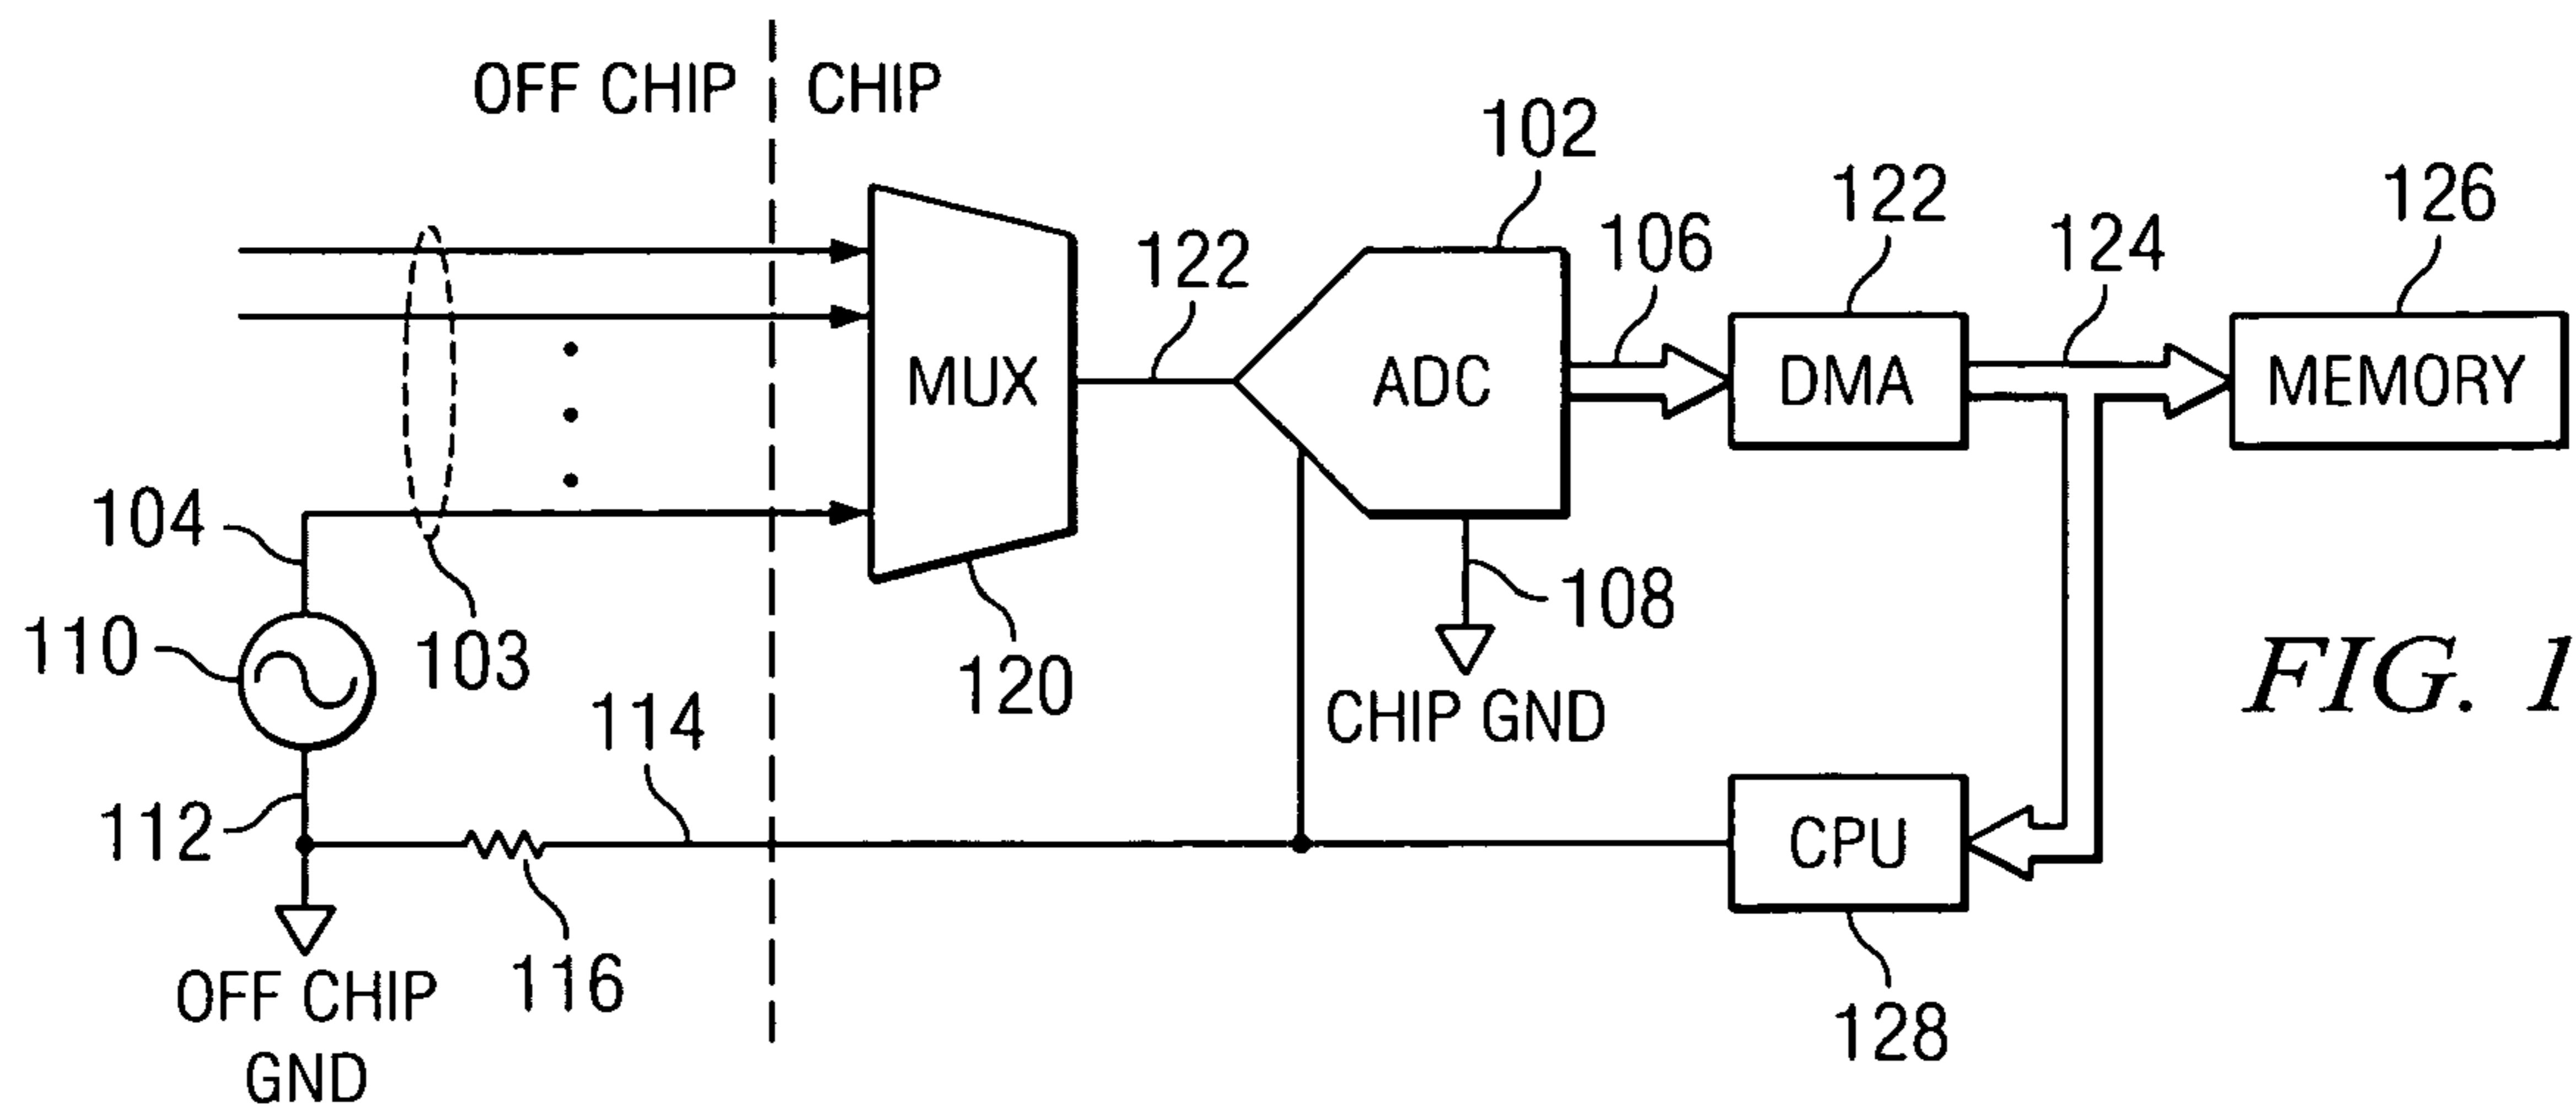 OFF CHIP
CHIP
102
122
126
106
124
122
MUX
ADC
DMA
MEMORY
104
108
110
103
120
FIG. 1
114
CHIP GND
112
CPU
116
OFF CHIP
GND
128